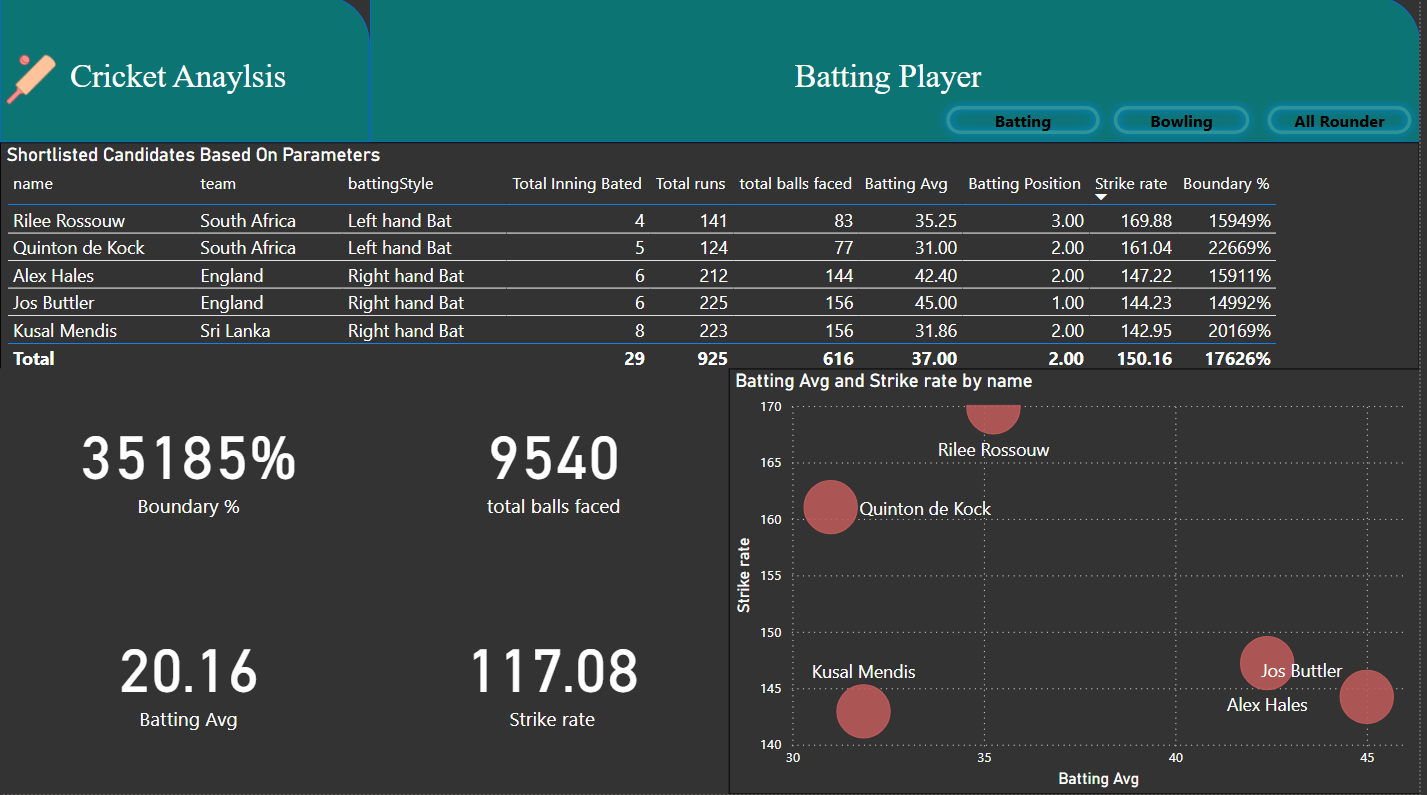 Cricket Anaylsis
Batting Player
Batting Bowling All Rounder
Shortlisted Candidates Based On Parameters
name team battingStyle Total Inning Bated Total runs total balls faced Batting Avg Batting Position Strike rate Boundary %
Rilee Rossouw South Africa Left hand Bat 4 141 83 35.25 3.00 169.88 15949%
Quinton de Kock South Africa Left hand Bat 5 124 77 31.00 2.00 161.04 22669%
Alex Hales England Right hand Bat 6 212 144 42.40 2.00 147.22 15911%
Jos Buttler England Right hand Bat 6 225 156 45.00 1.00 144.23 14992%
Kusal Mendis Sri Lanka Right hand Bat 8 223 156 31.86 2.00 142.95 20169%
Total 29 925 616 37.00 2.00 150.16 17626%
35185%
Boundary %
9540
total balls faced
20.16
Batting Avg
117.08
Strike rate
Batting Avg and Strike rate by name
Strike rate
170
165
160
155
150
145
140
Rilee Rossouw
Quinton de Kock
Kusal Mendis
Jos Buttler
Alex Hales
30 35 40 45
Batting Avg